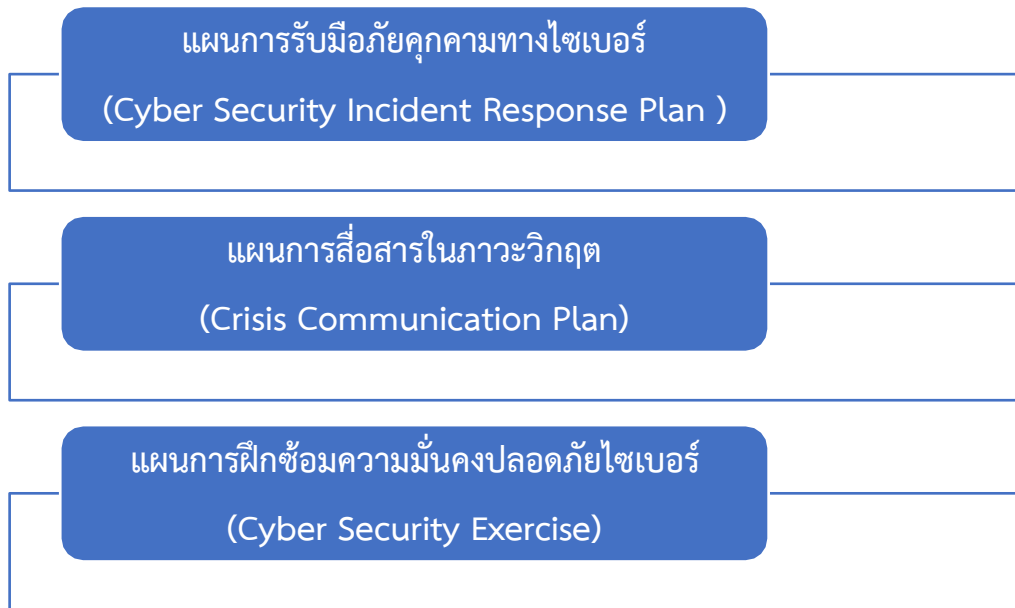 แผนการรับมือภัยคุกคามทางไซเบอร์
(Cyber Security Incident Response Plan )
แผนการสื่อสารในภาวะวิกฤต
(Crisis Communication Plan)
แผนการฝึกซ้อมความมั่นคงปลอดภัยไซเบอร์
(Cyber Security Exercise)